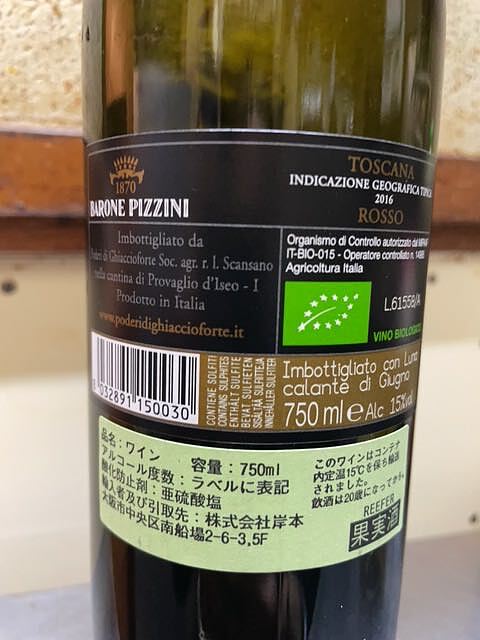 1870
BARONE PIZZINI
Imbottigliato da
Poderi di Ghiaccioforte Soc. agr. r. l. Scansano
nella cantina di Provaglio d'Iseo - I
Prodotto in Italia
www.poderidighiaccioforte.it
TOSCANA
INDICAZIONE GEOGRAFICA TIPICA
2016
ROSSO
Organismo di Controllo autorizzato dal
IT-BIO-015 - Operatore controllato n.
Agricoltura Italia
L.61558/A
VINO BIOLOGICO
8 032891 150030
CONTIENE SOLFITI
CONTAINS SULPHITES
ENTHÄLT SULFITE
BEVAT SULFIETEN
INNEHÅLLER SULFITER
Imbottigliato con Luna
calante di Giugno
750 ml e Alc 15%vol
品名:ワイン 容量:750ml
アルコール度数:ラベルに表記
酸化防止剤:亜硫酸塩
輸入者及び引取先:株式会社岸本
大阪市中央区南船場2-6-3,5F
このワインはコンテナ
内定温15℃を保ち輸送
されました。
飲酒は20歳になってから。
REEFER
果実酒